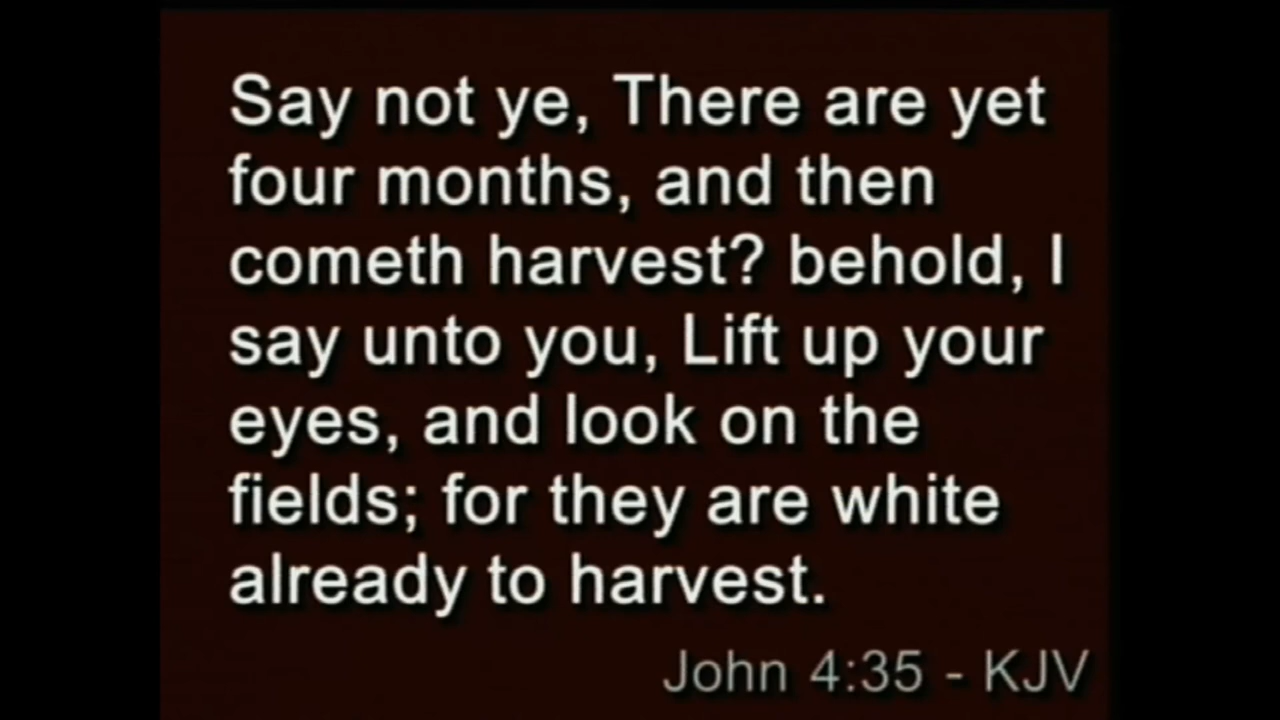 Say not ye, There are yet
four months, and then
cometh harvest? behold, I
say unto you, Lift up your
eyes, and look on the
fields; for they are white
already to harvest.
John 4:35 - KJV